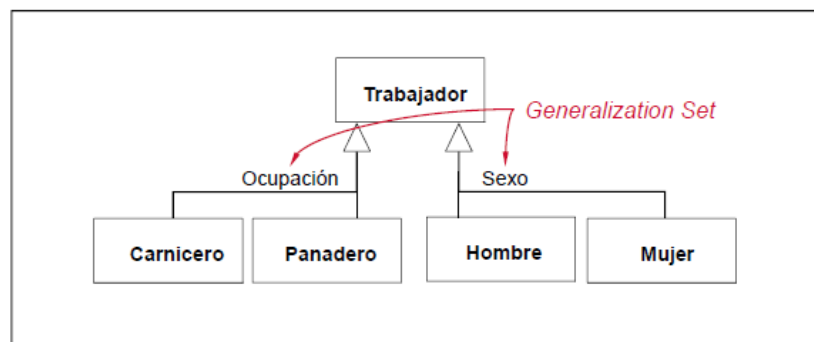 Trabajador
Generalization Set
Ocupación
Sexo
Carnicero
Panadero
Hombre
Mujer